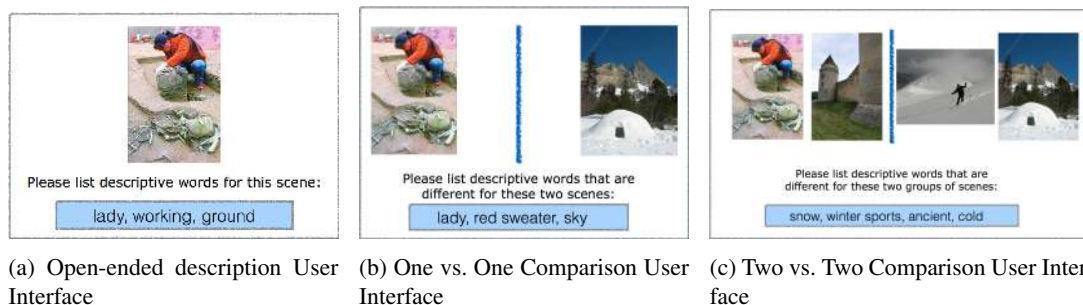 Please list descriptive words for this scene:
lady, working, ground
(a) Open-ended description User
Interface
Please list descriptive words that are
different for these two scenes:
lady, red sweater, sky
(b) One vs. One Comparison User
Interface
Please list descriptive words that are
different for these two groups of scenes:
snow, winter sports, ancient, cold
(c) Two vs. Two Comparison User Inter
face